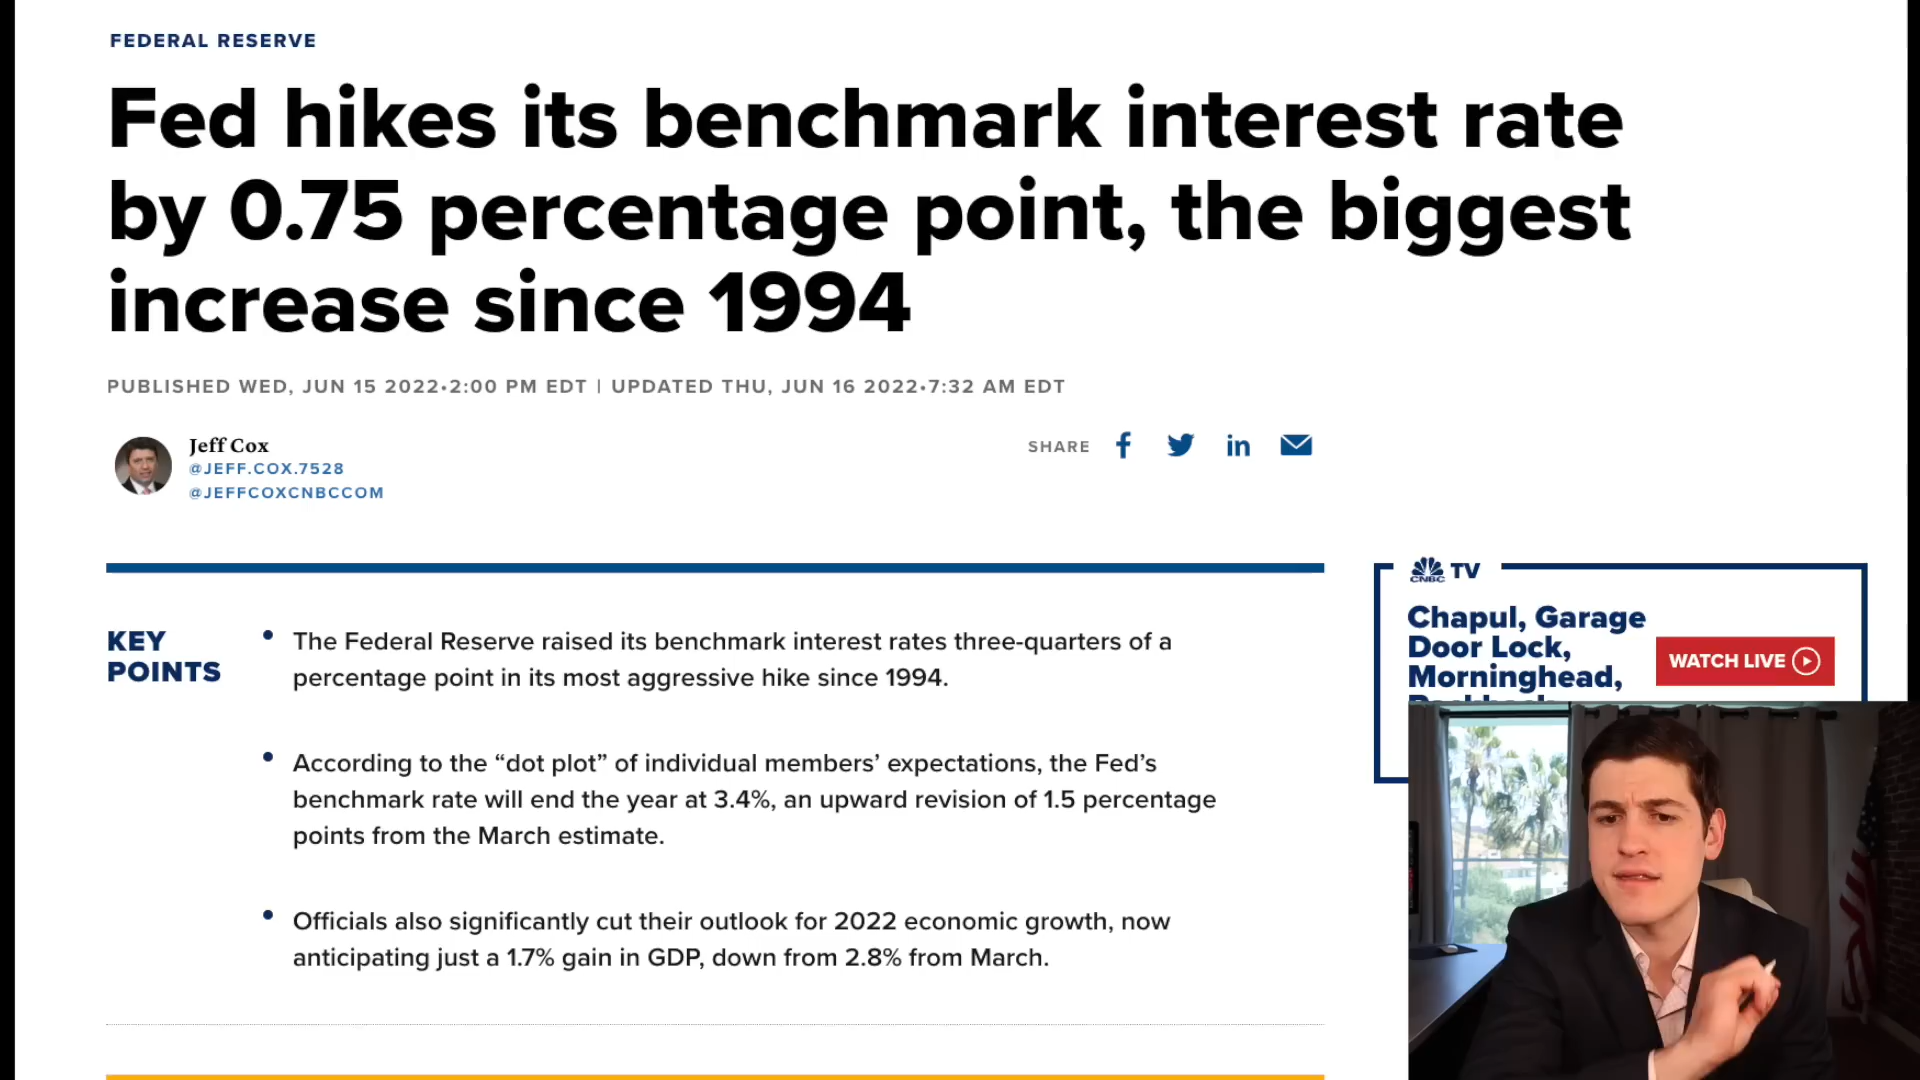 FEDERAL RESERVE
Fed hikes its benchmark interest rate
by 0.75 percentage point, the biggest
increase since 1994
PUBLISHED WED, JUN 15 2022•2:00 PM EDT | UPDATED THU, JUN 16 2022•7:32 AM EDT
Jeff Cox
@JEFF.COX.7528
@JEFFCOXCNBCCOM
SHARE
KEY
POINTS
The Federal Reserve raised its benchmark interest rates three-quarters of a
percentage point in its most aggressive hike since 1994.
According to the “dot plot” of individual members’ expectations, the Fed’s
benchmark rate will end the year at 3.4%, an upward revision of 1.5 percentage
points from the March estimate.
Officials also significantly cut their outlook for 2022 economic growth, now
anticipating just a 1.7% gain in GDP, down from 2.8% from March.
CNBC TV
Chapul, Garage
Door Lock,
Morninghead,
WATCH LIVE